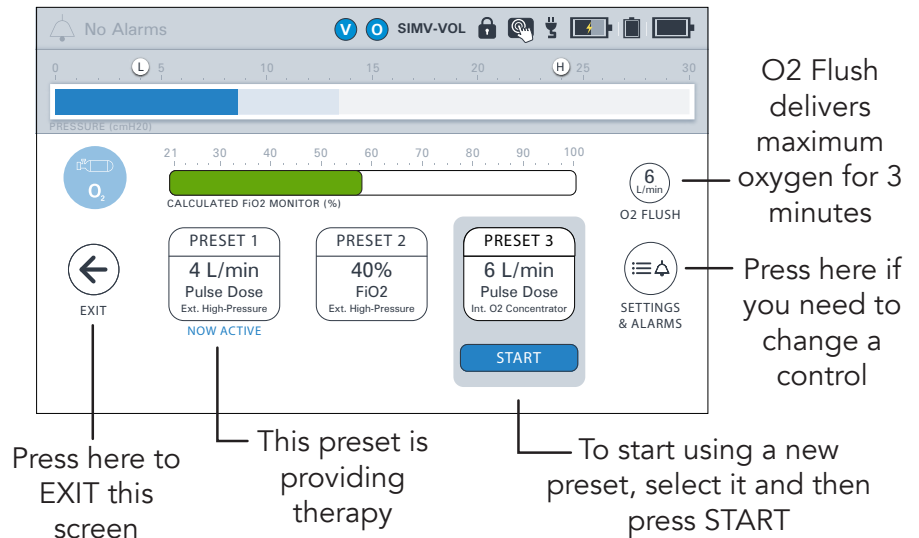 No Alarms
V O SIMV-VOL
0 L 5 10 15 20 H 25 30
PRESSURE (cmH20)
21 30 40 50 60 70 80 90 100
CALCULATED FiO2 MONITOR (%)
O2
6
L/min
O2 FLUSH
O2 Flush
delivers
maximum
oxygen for 3
minutes
EXIT
PRESET 1
4 L/min
Pulse Dose
Ext. High-Pressure
NOW ACTIVE
PRESET 2
40%
FiO2
Ext. High-Pressure
PRESET 3
6 L/min
Pulse Dose
Int. O2 Concentrator
START
SETTINGS
& ALARMS
Press here if
you need to
change a
control
Press here to
EXIT this
screen
This preset is
providing
therapy
To start using a new
preset, select it and then
press START